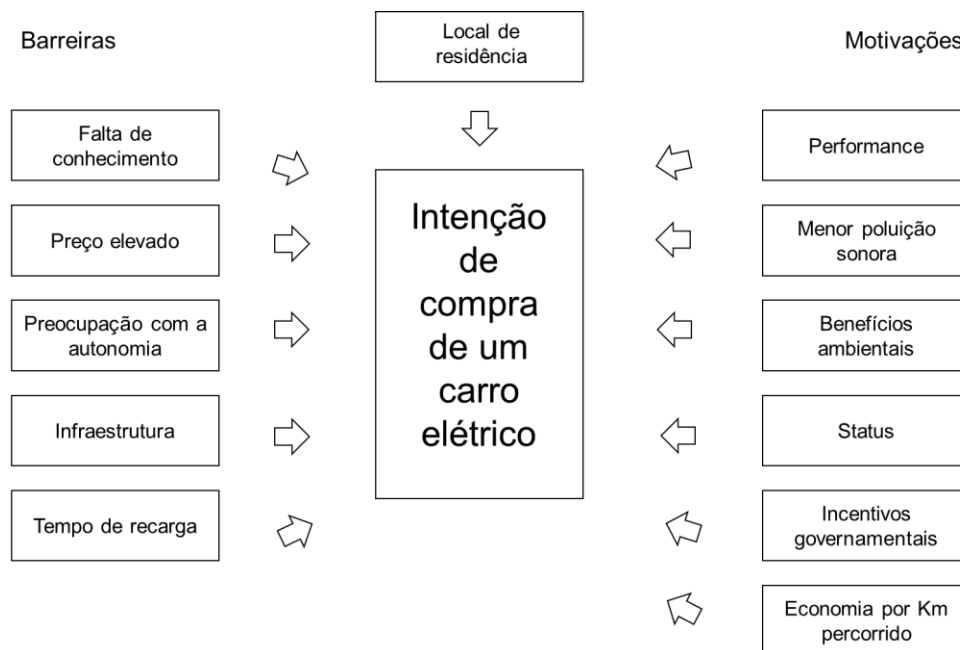 Barreiras
Local de
residência
Motivações
Falta de
conhecimento
Preço elevado
Preocupação com a
autonomia
Infraestrutura
Tempo de recarga
Intenção
de
compra
de um
carro
elétrico
Performance
Menor poluição
sonora
Benefícios
ambientais
Status
Incentivos
governamentais
Economia por Km
percorrido